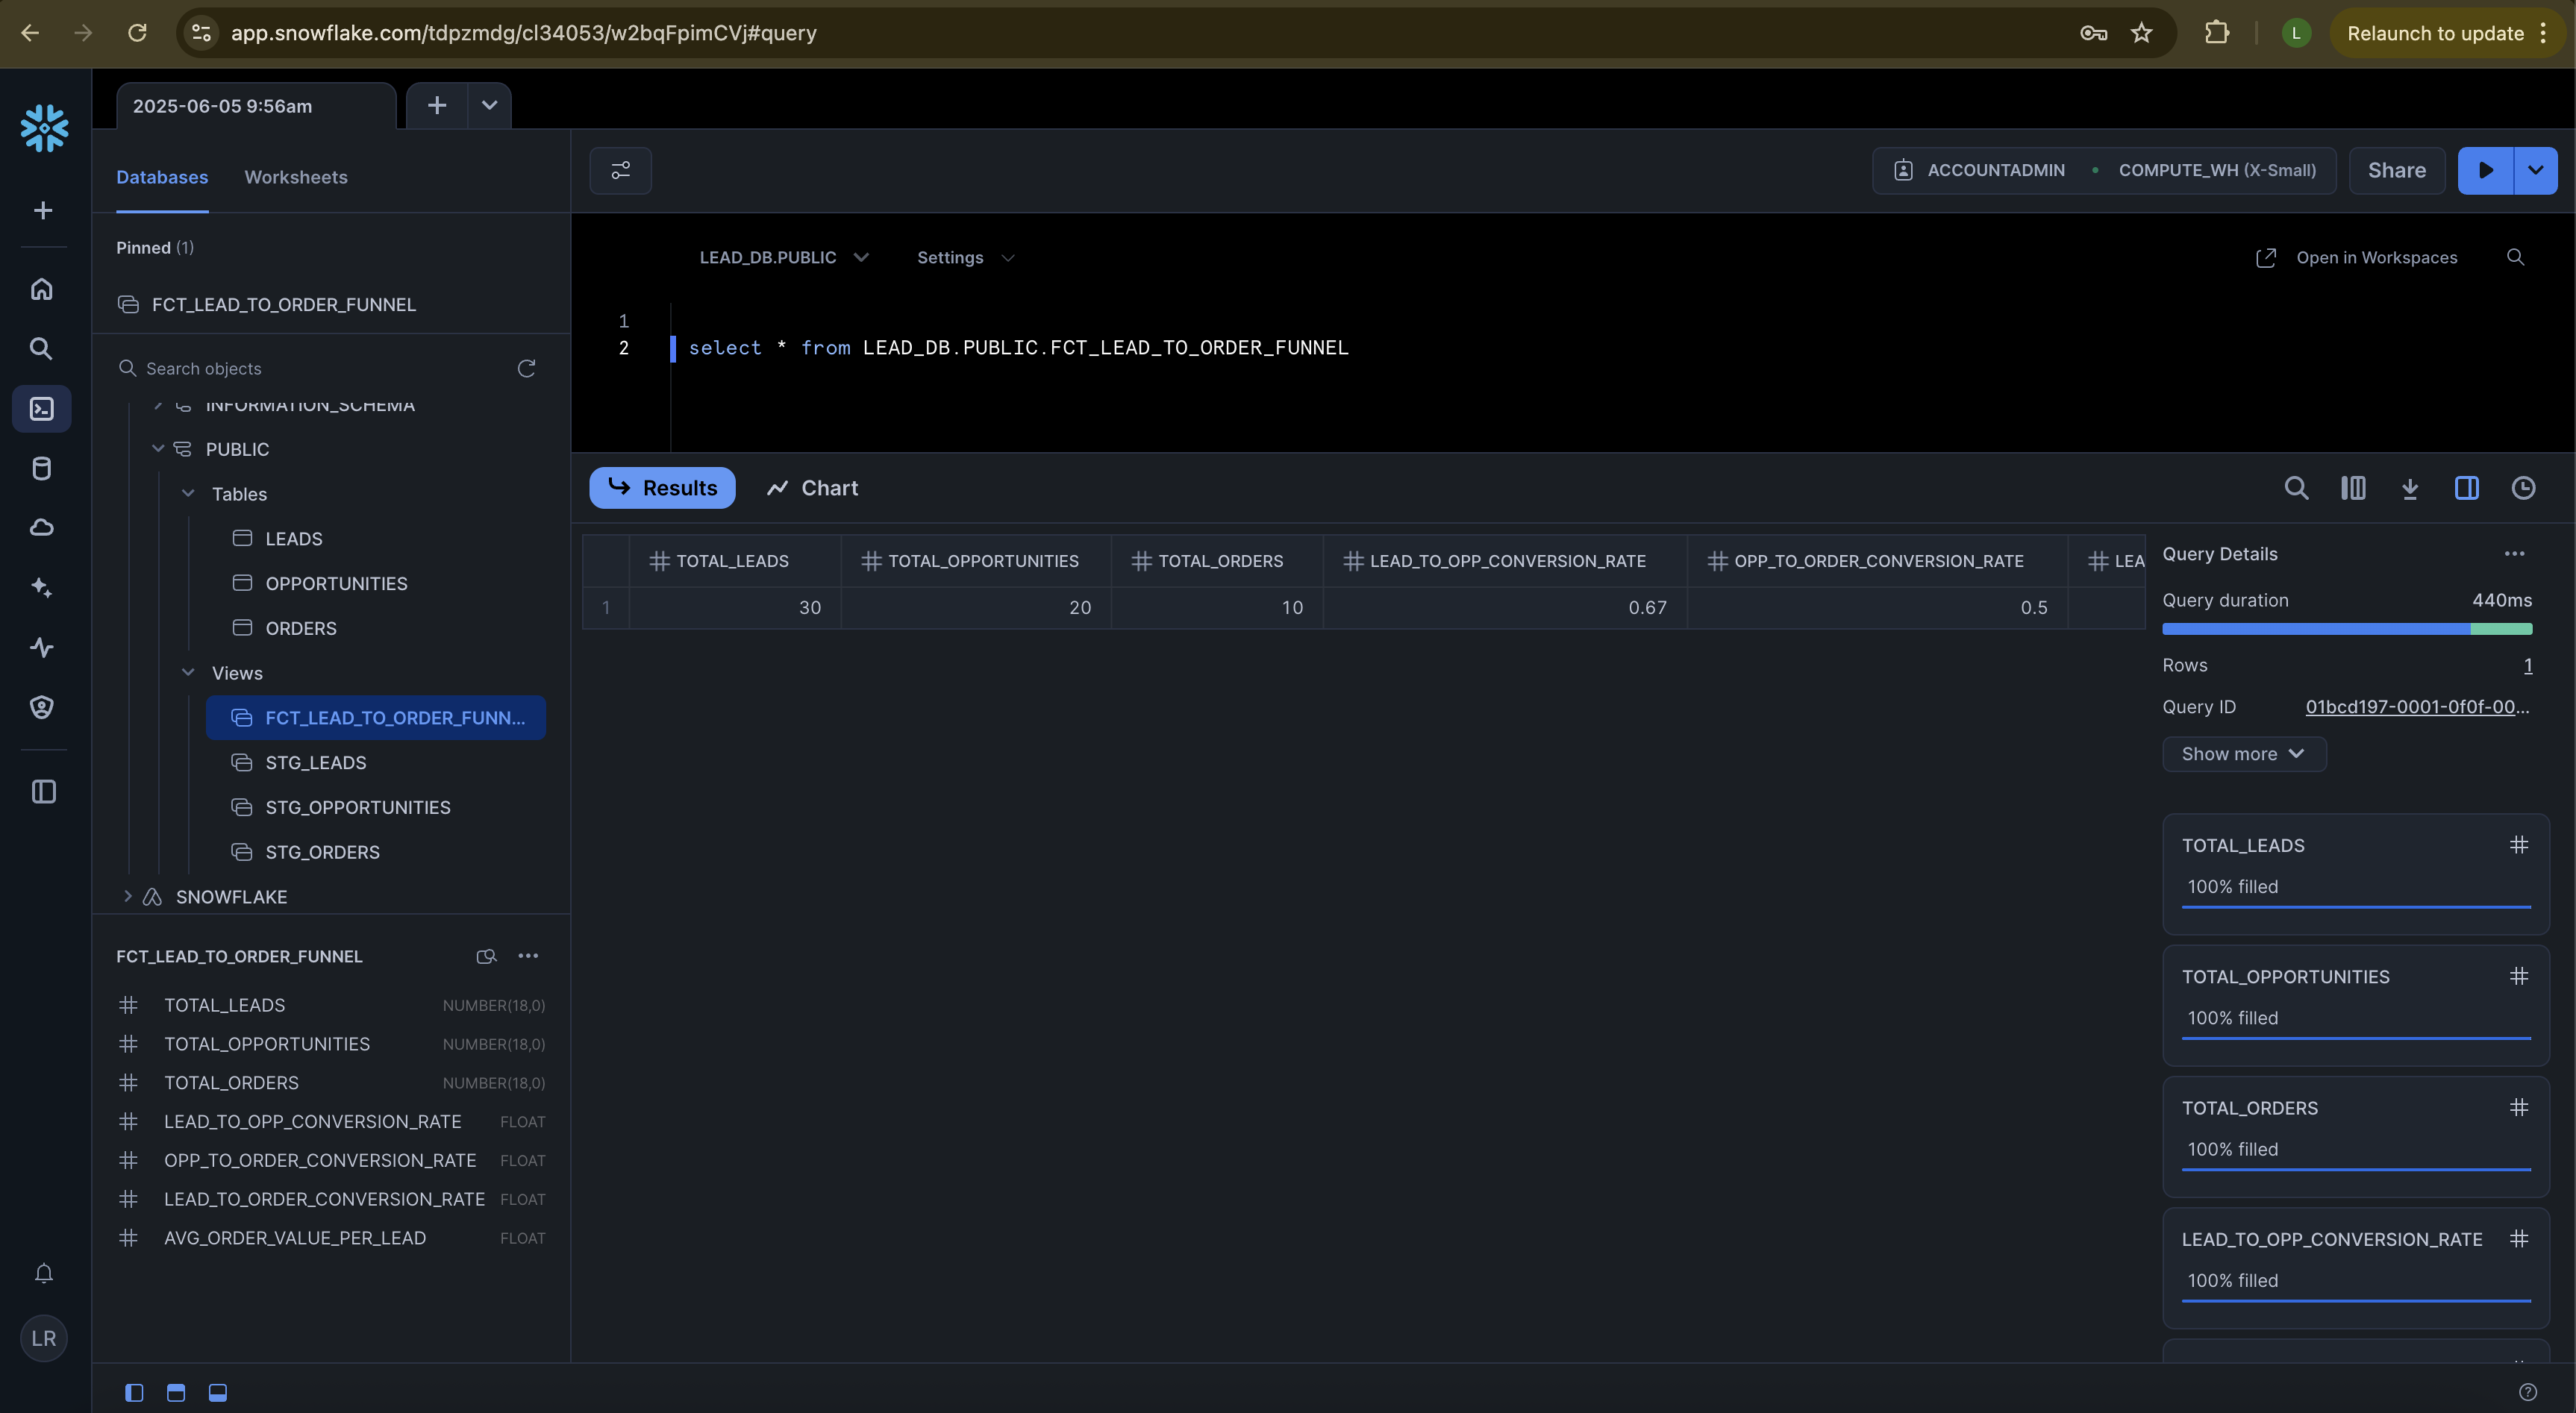 app.snowflake.com/tdpzmdg/cl34053/w2bqFpimCVj#query
L
Relaunch to update
2025-06-05 9:56am
Databases
Worksheets
ACCOUNTADMIN
COMPUTE_WH (X-Small)
Share
Pinned (1)
FCT_LEAD_TO_ORDER_FUNNEL
LEAD_DB.PUBLIC
Settings
Open in Workspaces
1
2
select * from LEAD_DB.PUBLIC.FCT_LEAD_TO_ORDER_FUNNEL
Search objects
INFORMATION_SCHEMA
PUBLIC
Tables
LEADS
OPPORTUNITIES
ORDERS
Views
FCT_LEAD_TO_ORDER_FUNN...
STG_LEADS
STG_OPPORTUNITIES
STG_ORDERS
SNOWFLAKE
FCT_LEAD_TO_ORDER_FUNNEL
TOTAL_LEADS NUMBER(18,0)
TOTAL_OPPORTUNITIES NUMBER(18,0)
TOTAL_ORDERS NUMBER(18,0)
LEAD_TO_OPP_CONVERSION_RATE FLOAT
OPP_TO_ORDER_CONVERSION_RATE FLOAT
LEAD_TO_ORDER_CONVERSION_RATE FLOAT
AVG_ORDER_VALUE_PER_LEAD FLOAT
LR
Results
Chart
TOTAL_LEADS TOTAL_OPPORTUNITIES TOTAL_ORDERS LEAD_TO_OPP_CONVERSION_RATE OPP_TO_ORDER_CONVERSION_RATE LEA
1 30 20 10 0.67 0.5
Query Details
Query duration 440ms
Rows 1
Query ID 01bcd197-0001-0f0f-00...
Show more
TOTAL_LEADS
100% filled
TOTAL_OPPORTUNITIES
100% filled
TOTAL_ORDERS
100% filled
LEAD_TO_OPP_CONVERSION_RATE
100% filled